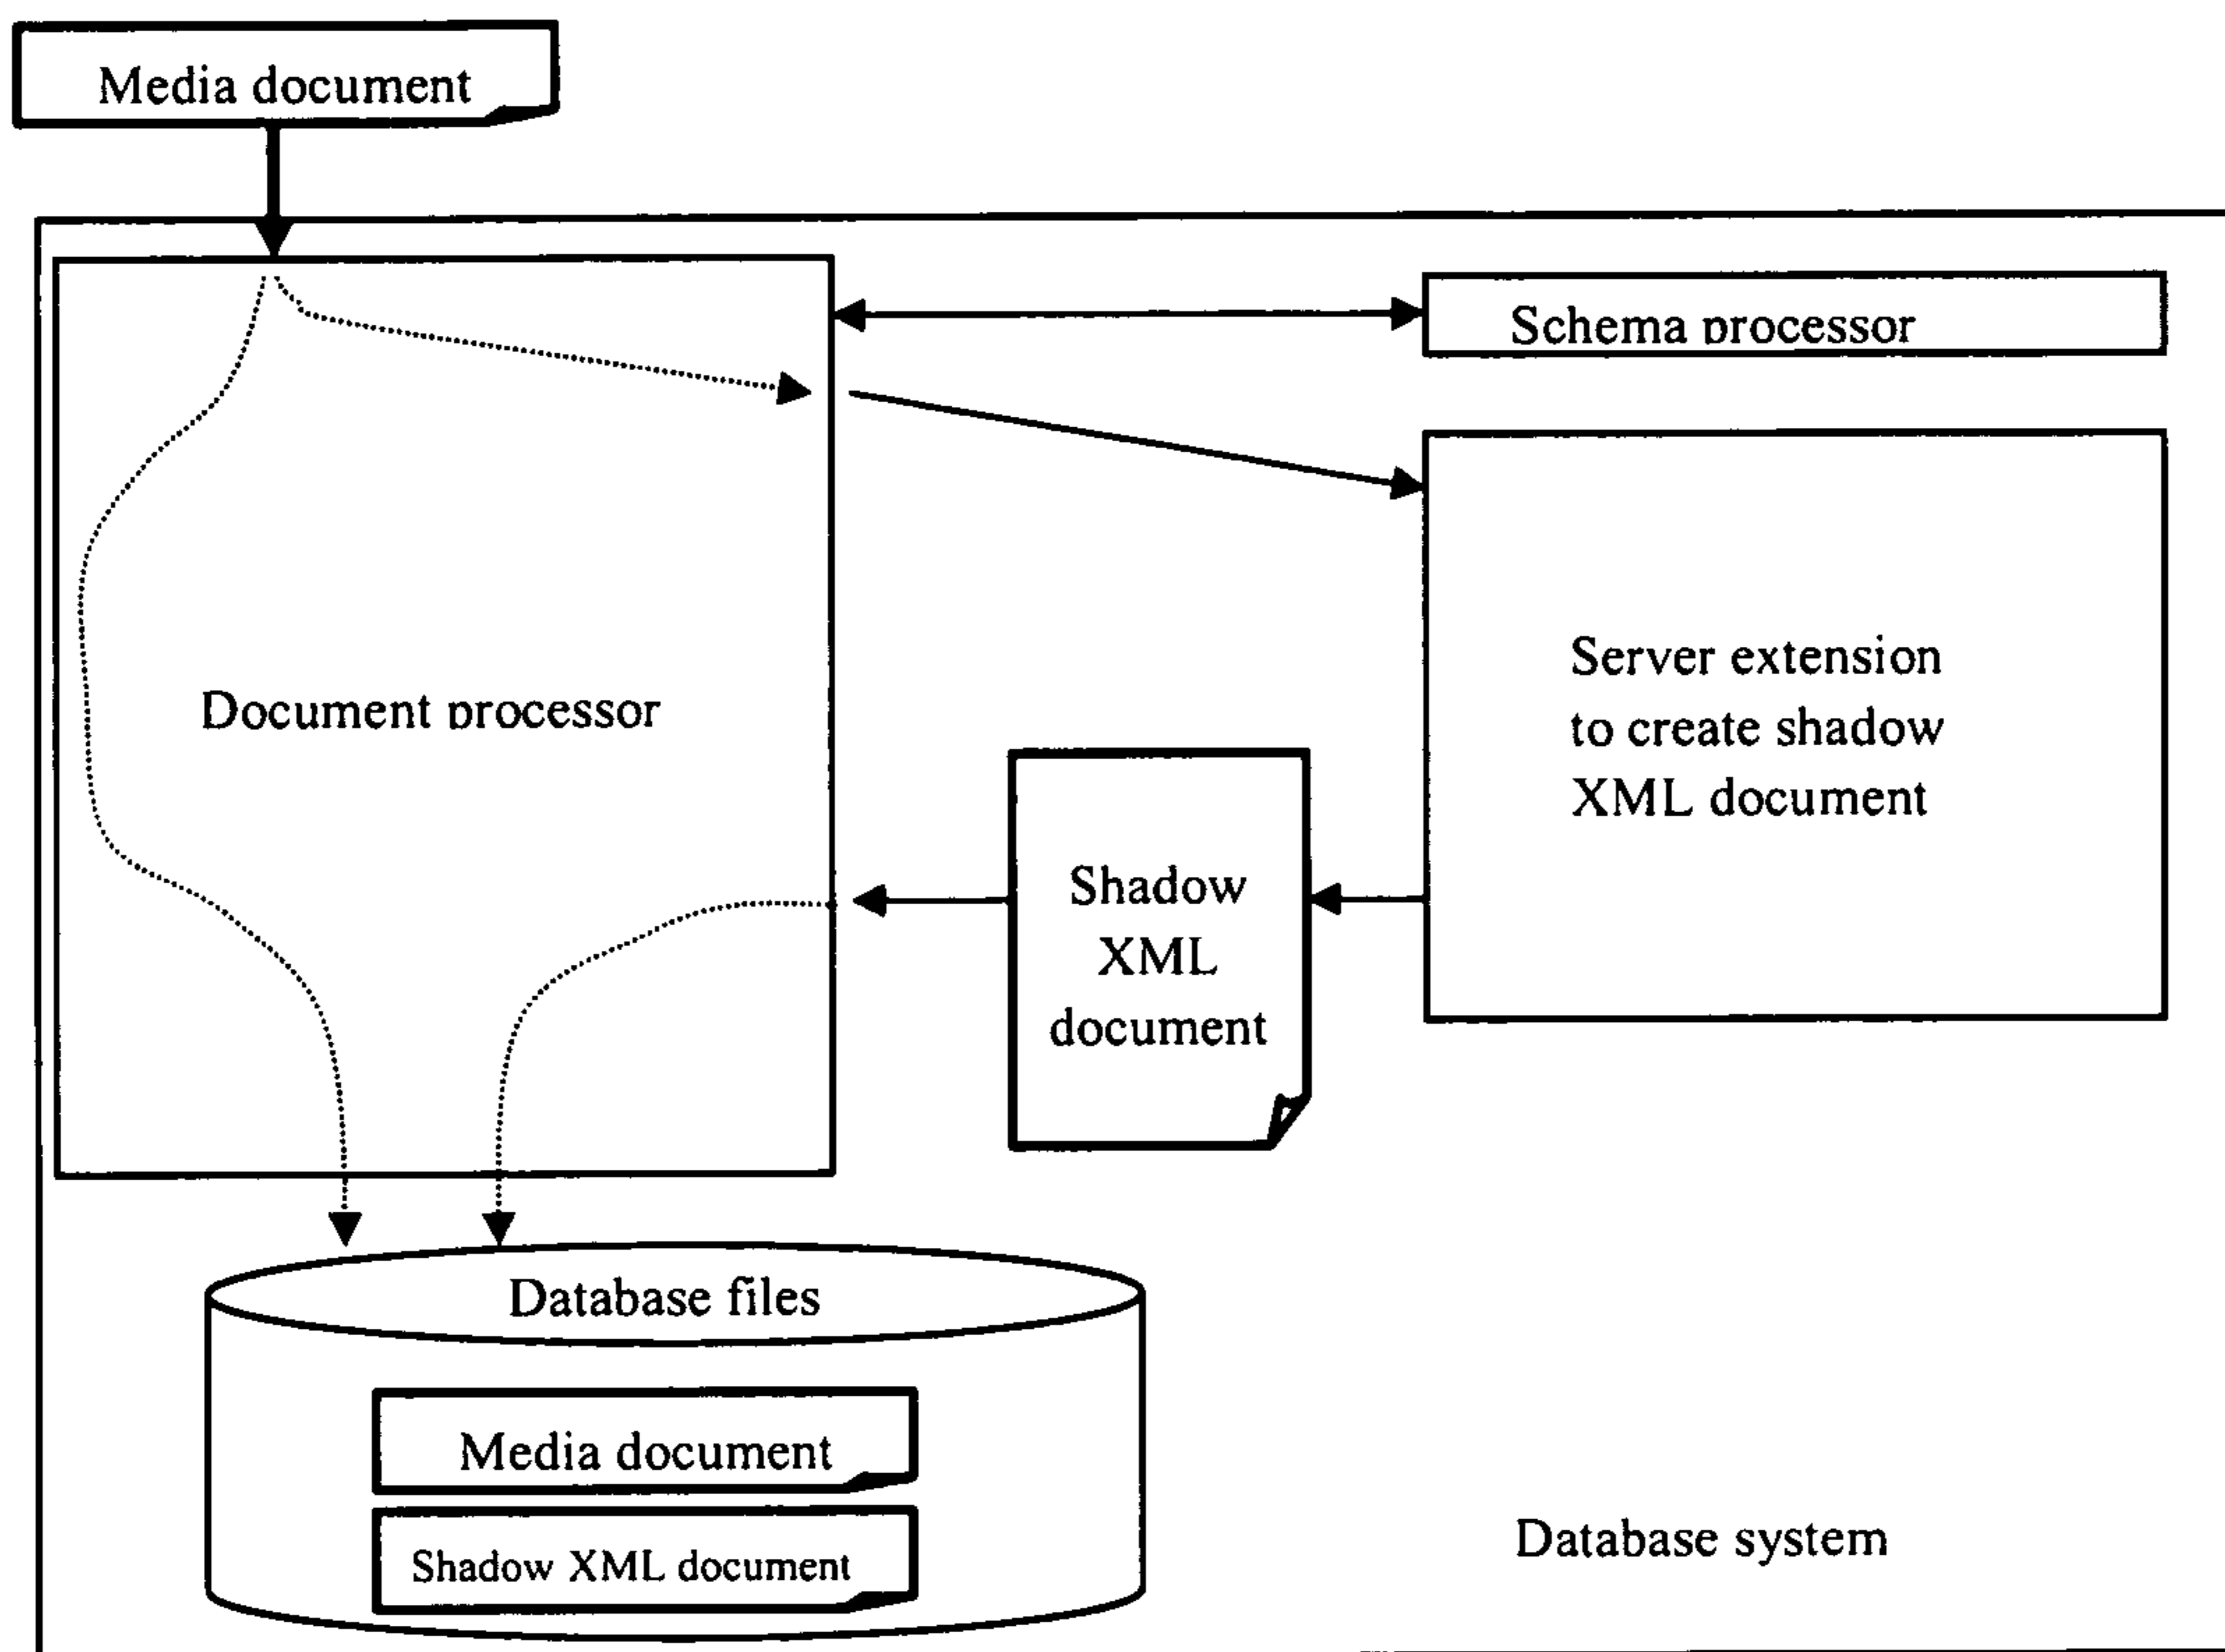 Media document
Schema processor
Document processor
Server extension
to create shadow
XML document
Shadow
XML
document
Database files
Media document
Shadow XML document
Database system